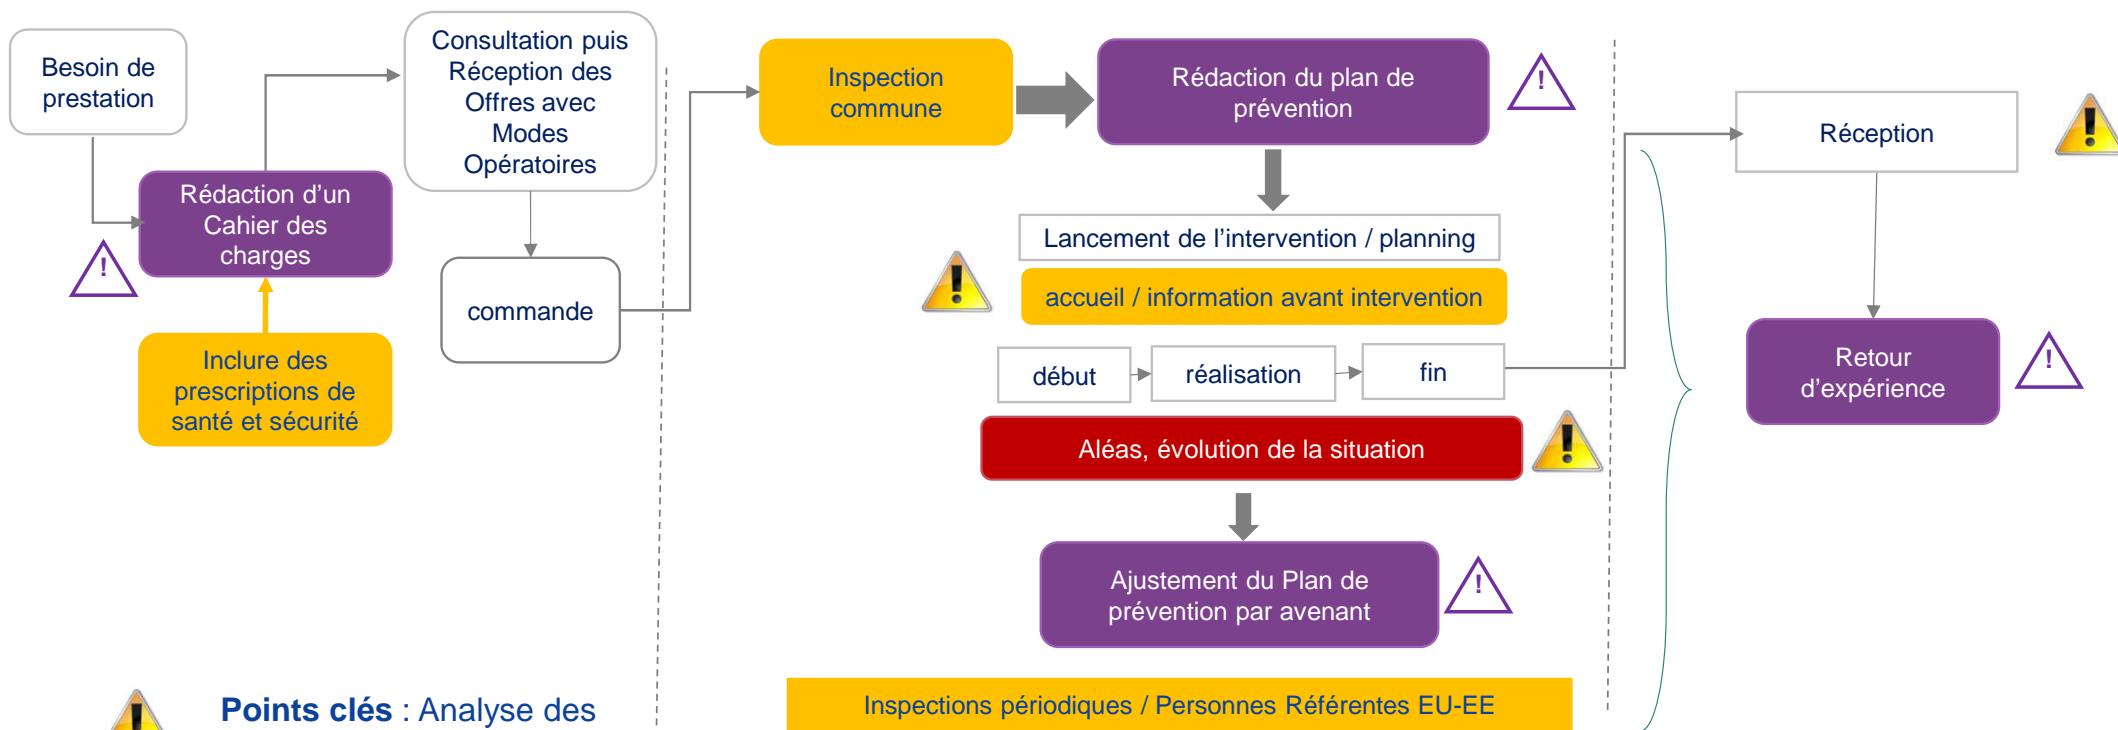 Besoin de
prestation
Rédaction d'un
Cahier des
charges
!
Inclure des
prescriptions de
santé et sécurité
Consultation puis
Réception des
Offres avec
Modes
Opératoires
commande
Inspection
commune
Rédaction du plan de
prévention
!
Lancement de l'intervention / planning
!
accueil / information avant intervention
début
réalisation
fin
Aléas, évolution de la situation
!
Ajustement du Plan de
prévention par avenant
!
Inspections périodiques / Personnes Référentes EU-EE
Réception
!
Retour
d'expérience
!
!
Points clés : Analyse des